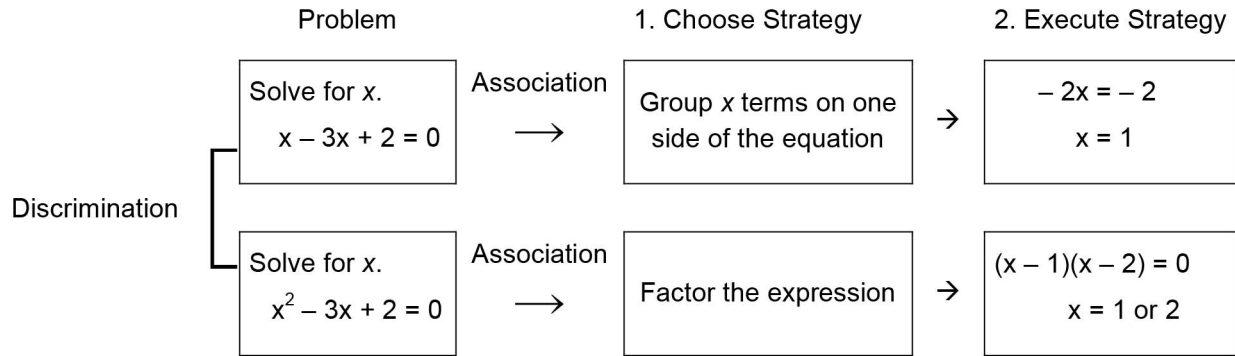 Problem
1. Choose Strategy
2. Execute Strategy
Solve for x.
x – 3x + 2 = 0
Association
→
Group x terms on one
side of the equation
→
– 2x = – 2
x = 1
Discrimination
Solve for x.
x² – 3x + 2 = 0
Association
→
Factor the expression
→
(x – 1)(x – 2) = 0
x = 1 or 2